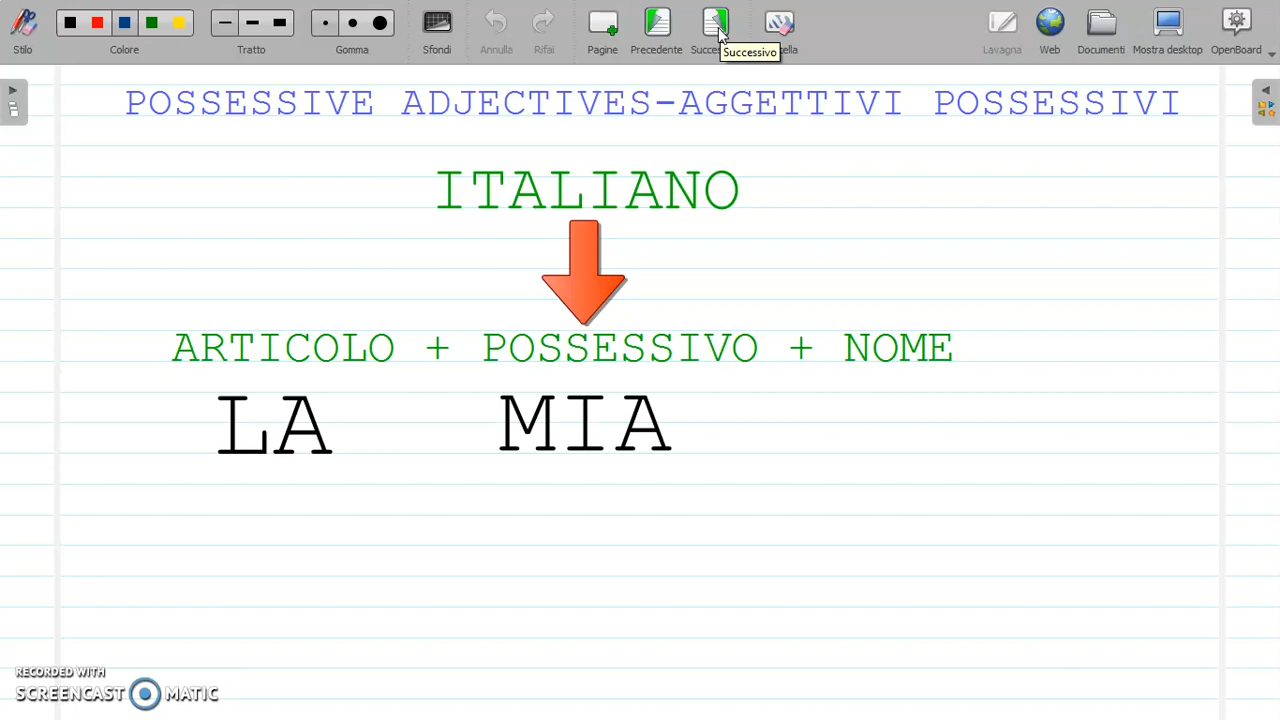 Stilo Colore Tratto Gomma Sfondi Annulla Rifai Pagine Precedente Lavagna Web Documenti Mostra desktop OpenBoard
Successivo
POSSESSIVE ADJECTIVES-AGGETTIVI POSSESSIVI
ITALIANO
ARTICOLO + POSSESSIVO + NOME
LA MIA
RECORDED WITH
SCREENCAST MATIC